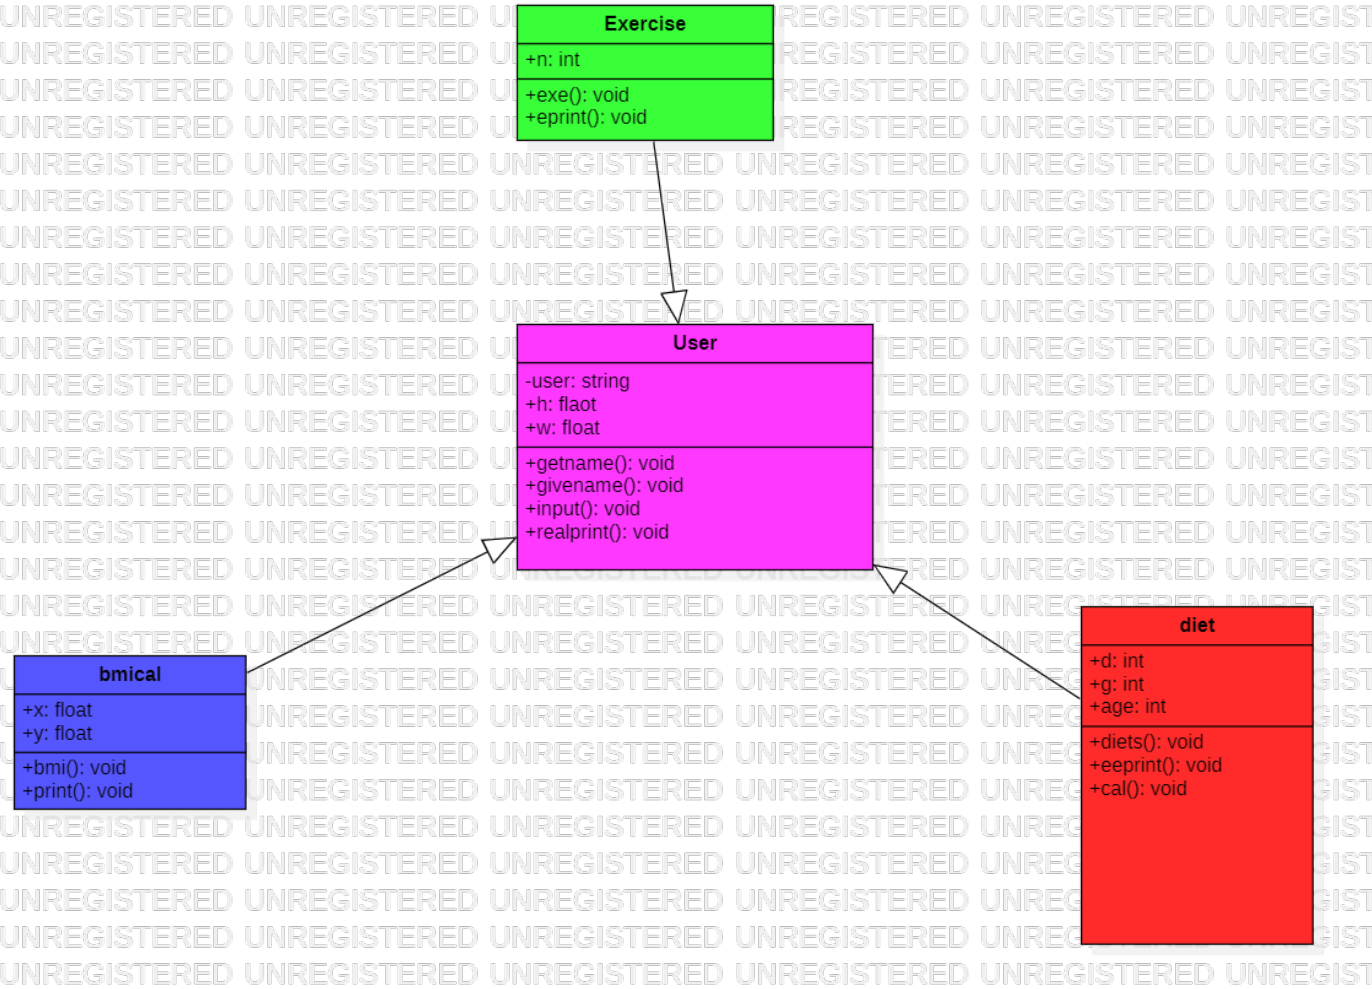 UNREGISTERED
Exercise
+n: int
+exe(): void
+eprint(): void
User
-user: string
+h: flaot
+w: float
+getname(): void
+givename(): void
+input(): void
+realprint(): void
bmical
+x: float
+y: float
+bmi(): void
+print(): void
diet
+d: int
+g: int
+age: int
+diets(): void
+eeprint(): void
+cal(): void